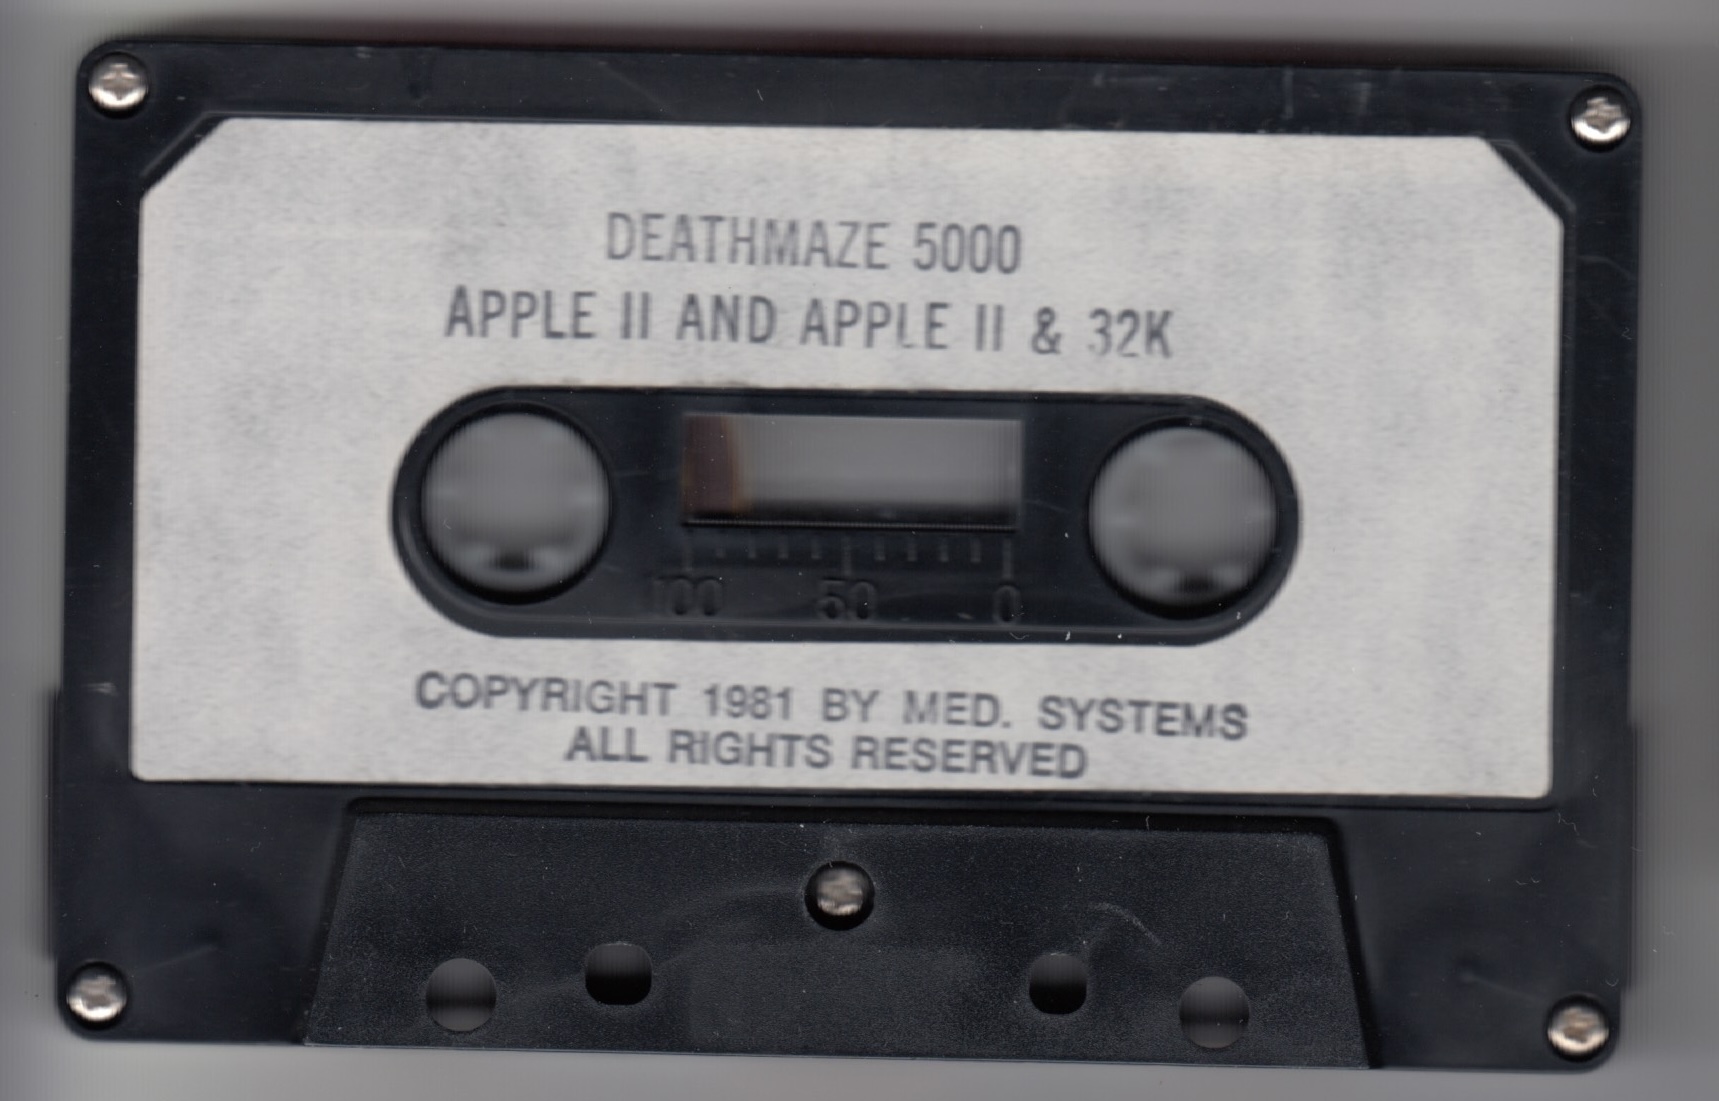 DEATHMAZE 5000
APPLE II AND APPLE II & 32K
100 50 0
COPYRIGHT 1981 BY MED. SYSTEMS
ALL RIGHTS RESERVED